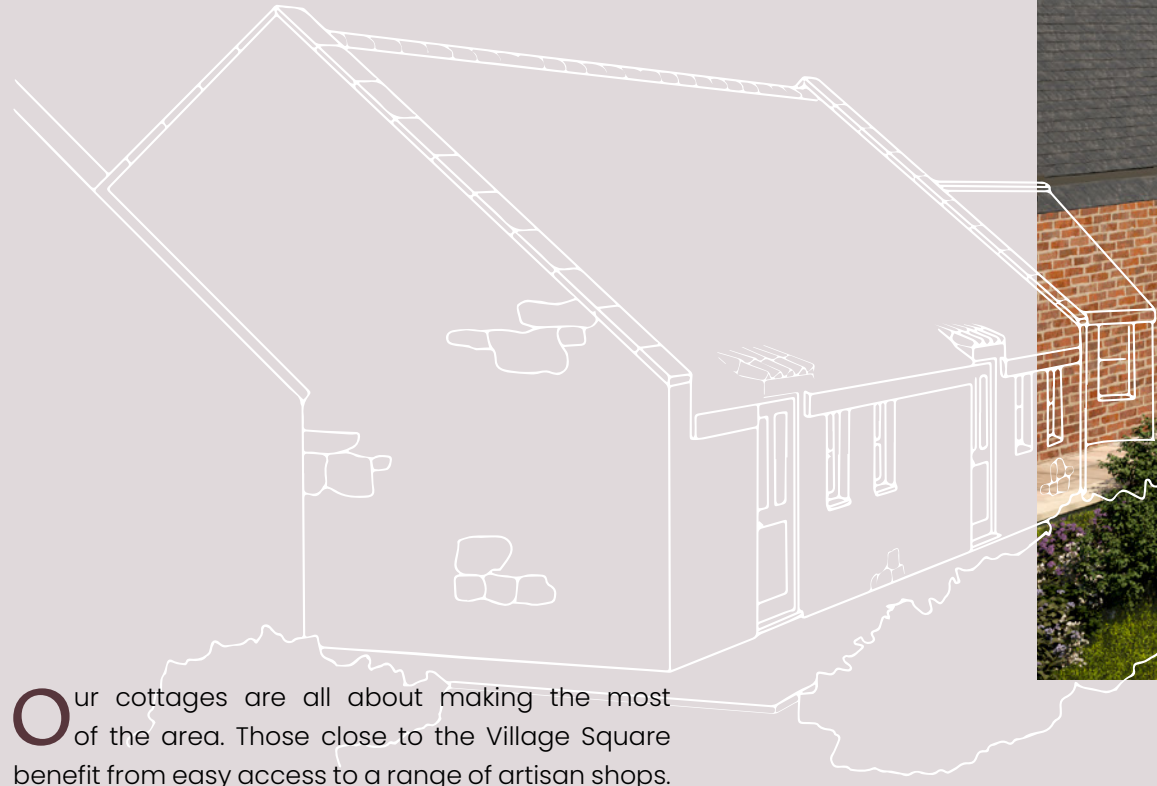 Our cottages are all about making the most
of the area. Those close to the Village Square
benefit from easy access to a range of artisan shops.